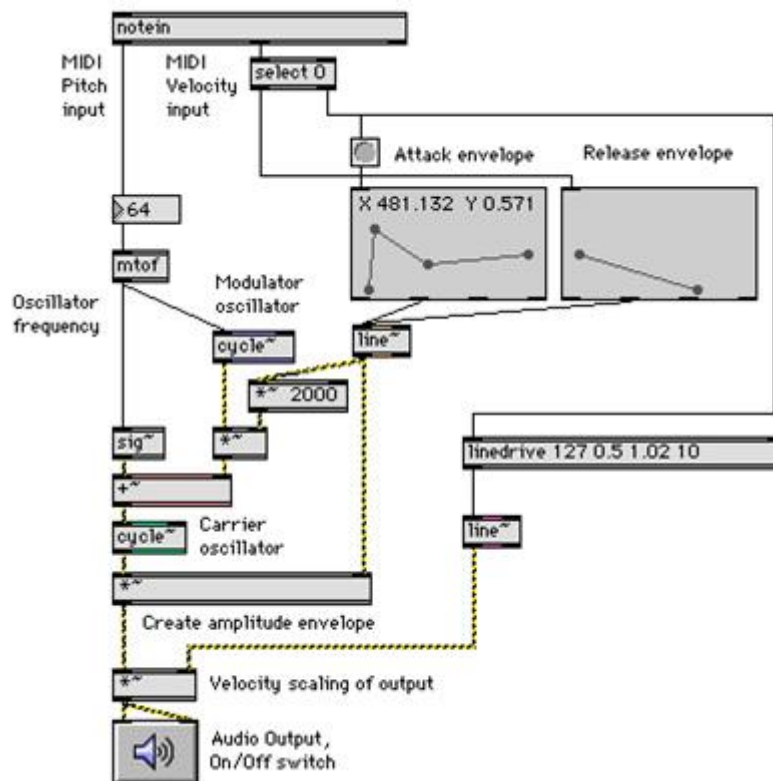 notein
MIDI
Pitch
input
MIDI
Velocity
input
select 0
Attack envelope
Release envelope
X 481.132 Y 0.571
64
mtof
Oscillator
frequency
Modulator
oscillator
cycle~
line~
*~ 2000
sig~
*~
linedrive 127 0.5 1.02 10
+~
cycle~
Carrier
oscillator
line~
*~
Create amplitude envelope
*~
Velocity scaling of output
Audio Output,
On/Off switch